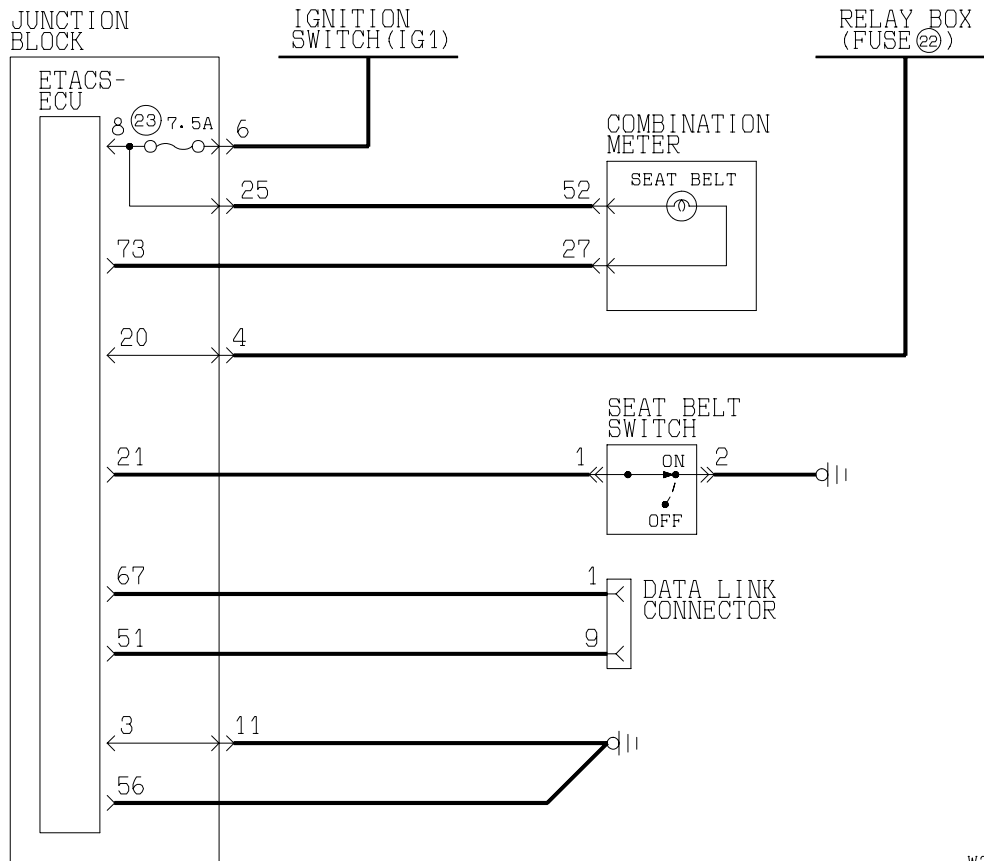 JUNCTION
BLOCK
IGNITION
SWITCH(IG1)
RELAY BOX
(FUSE㉒)
ETACS-
ECU
8 ㉓ 7.5A 6
COMBINATION
METER
SEAT BELT
25 52
73 27
20 4
SEAT BELT
SWITCH
21 1 ON 2
OFF
67 1
DATA LINK
CONNECTOR
51 9
3 11
56